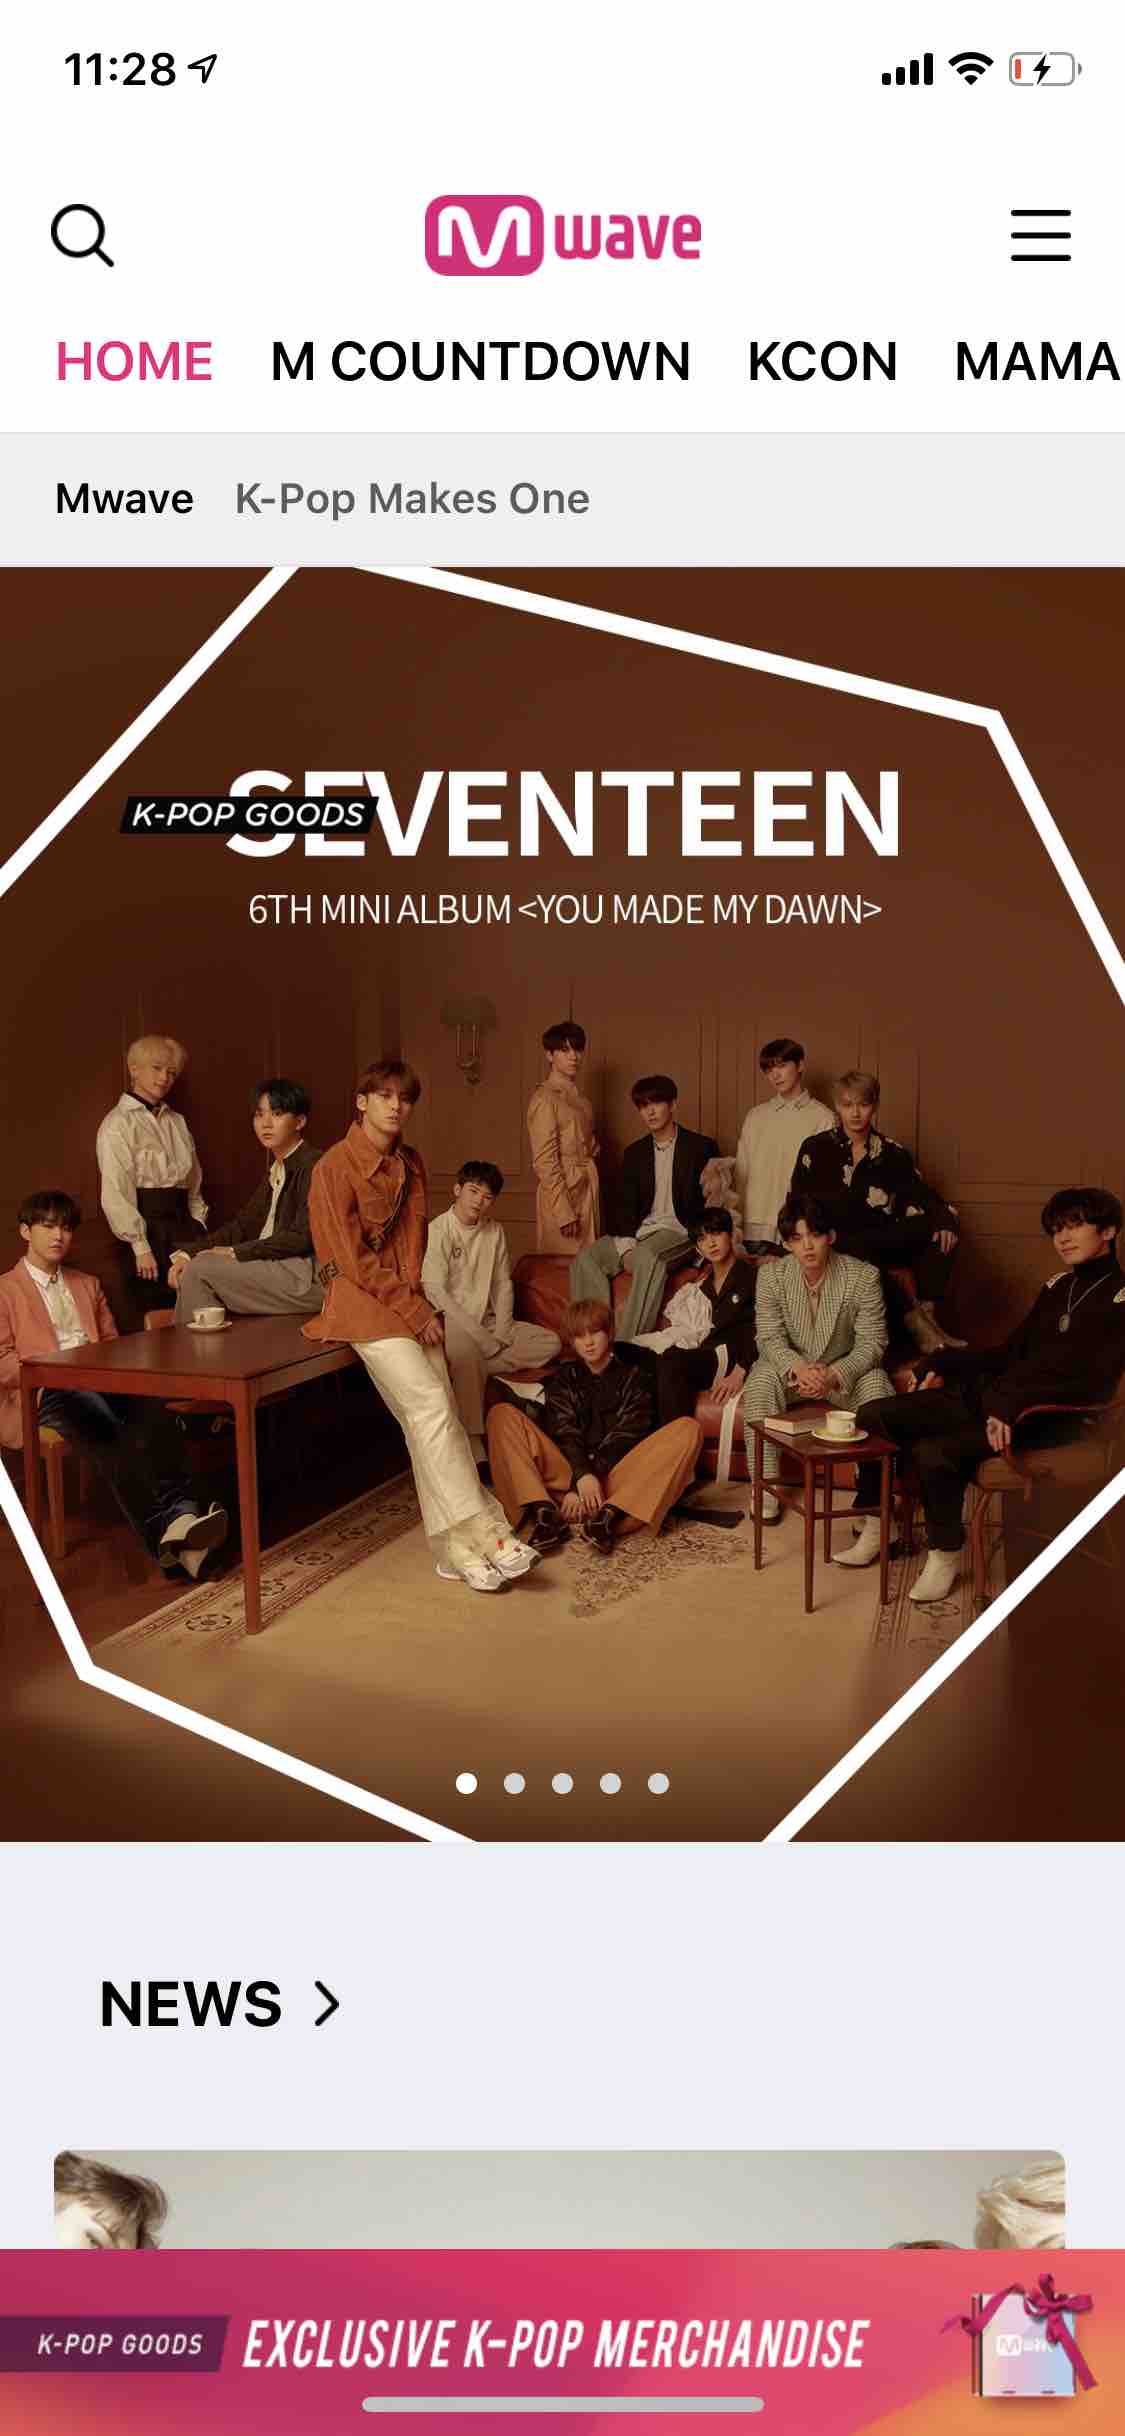 11:28
M wave
HOME M COUNTDOWN KCON MAMA
Mwave K-Pop Makes One
SEVENTEEN
K-POP GOODS
6TH MINI ALBUM <YOU MADE MY DAWN>
NEWS
K-POP GOODS EXCLUSIVE K-POP MERCHANDISE